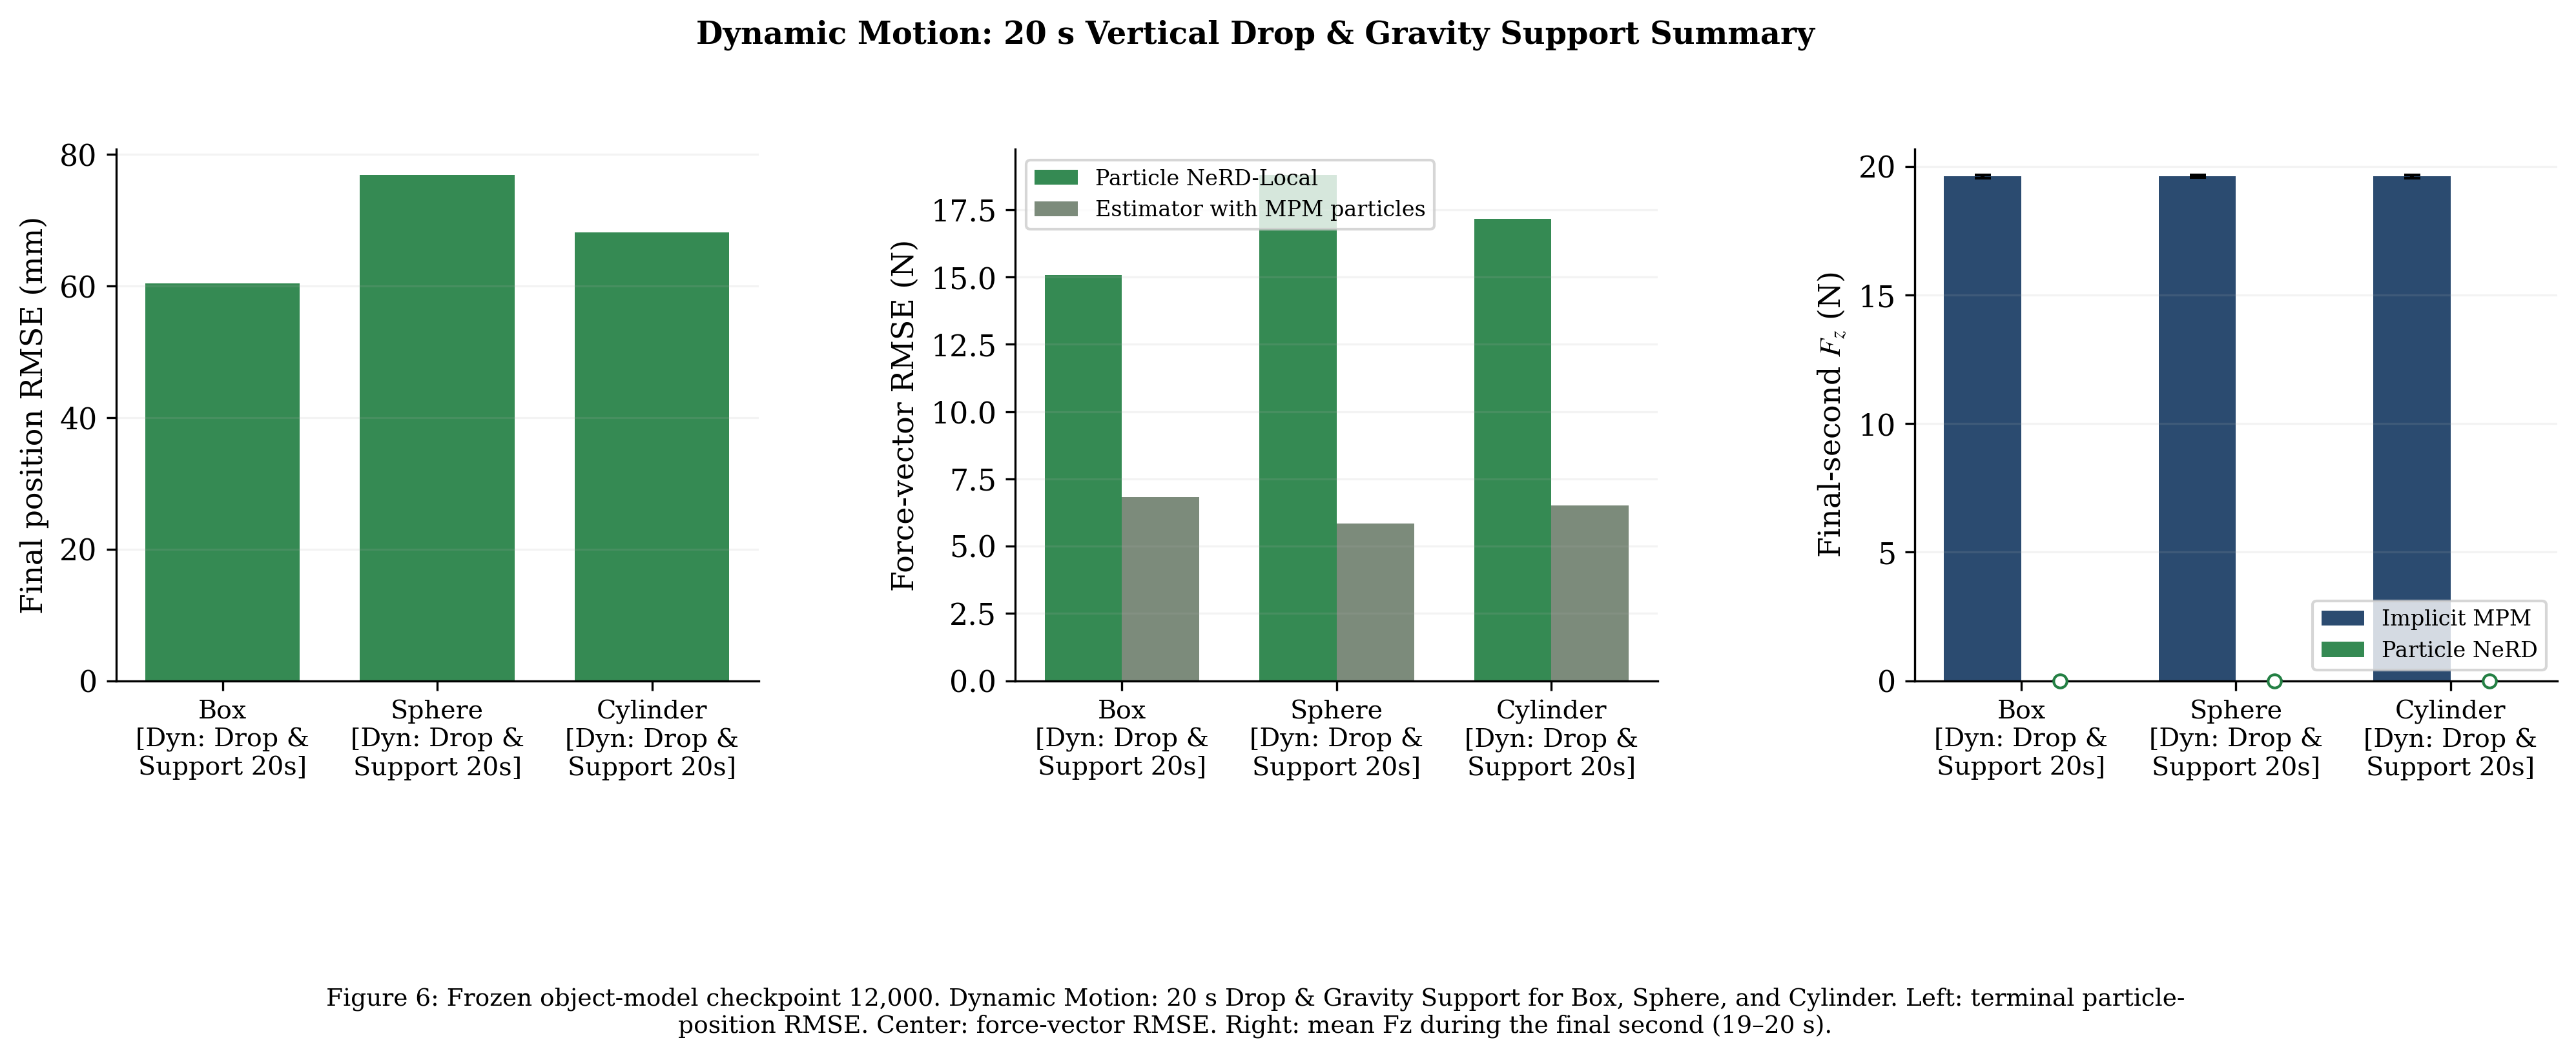 Dynamic Motion: 20 s Vertical Drop & Gravity Support Summary
Final position RMSE (mm)
80
60
40
20
0
Box
[Dyn: Drop &
Support 20s]
Sphere
[Dyn: Drop &
Support 20s]
Cylinder
[Dyn: Drop &
Support 20s]
Force-vector RMSE (N)
17.5
15.0
12.5
10.0
7.5
5.0
2.5
0.0
Particle NeRD-Local
Estimator with MPM particles
Box
[Dyn: Drop &
Support 20s]
Sphere
[Dyn: Drop &
Support 20s]
Cylinder
[Dyn: Drop &
Support 20s]
Final-second Fz (N)
20
15
10
5
0
Implicit MPM
Particle NeRD
Box
[Dyn: Drop &
Support 20s]
Sphere
[Dyn: Drop &
Support 20s]
Cylinder
[Dyn: Drop &
Support 20s]
Figure 6: Frozen object-model checkpoint 12,000. Dynamic Motion: 20 s Drop & Gravity Support for Box, Sphere, and Cylinder. Left: terminal particle-
position RMSE. Center: force-vector RMSE. Right: mean Fz during the final second (19–20 s).